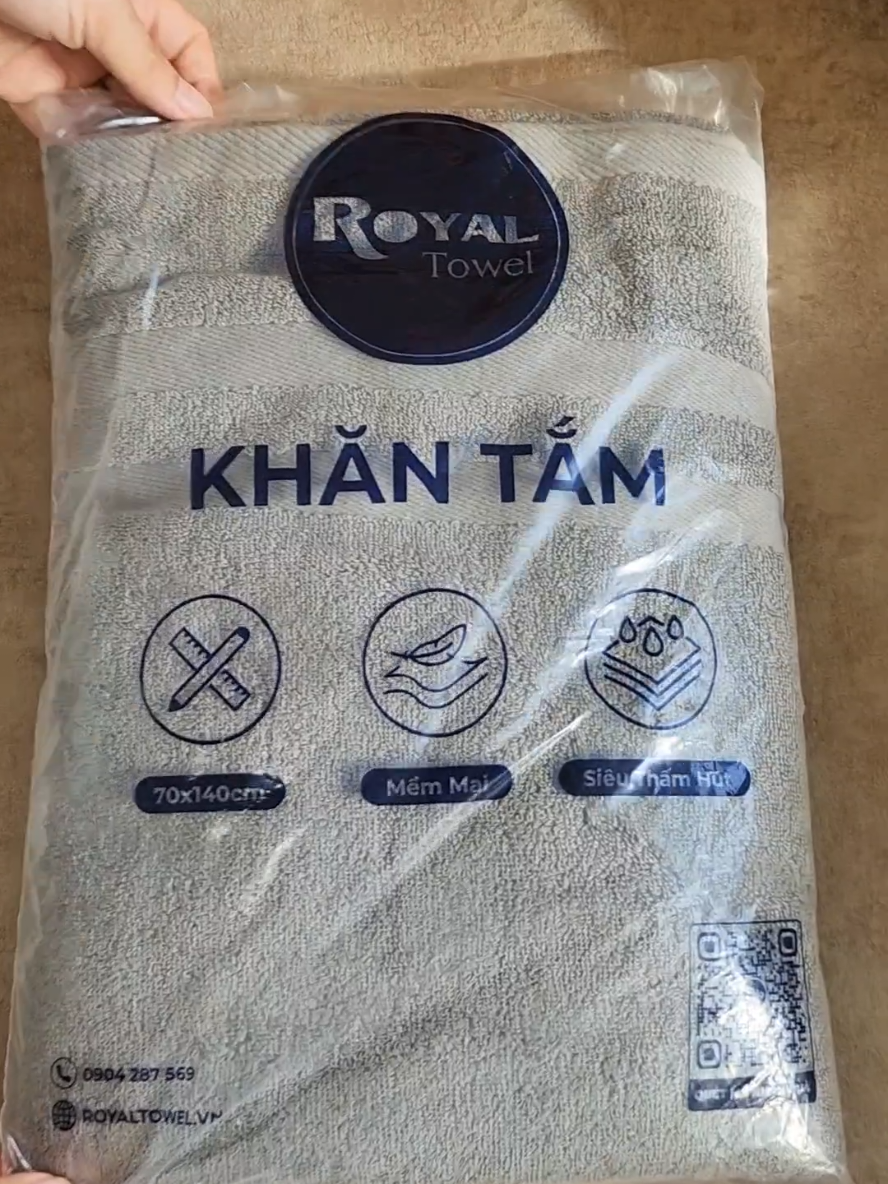 ROYAL
Towel
KHĂN TẮM
70x140cm
Mềm Mại
Siêu Thấm Hút
0904 287 569
ROYALTOWEL.VN